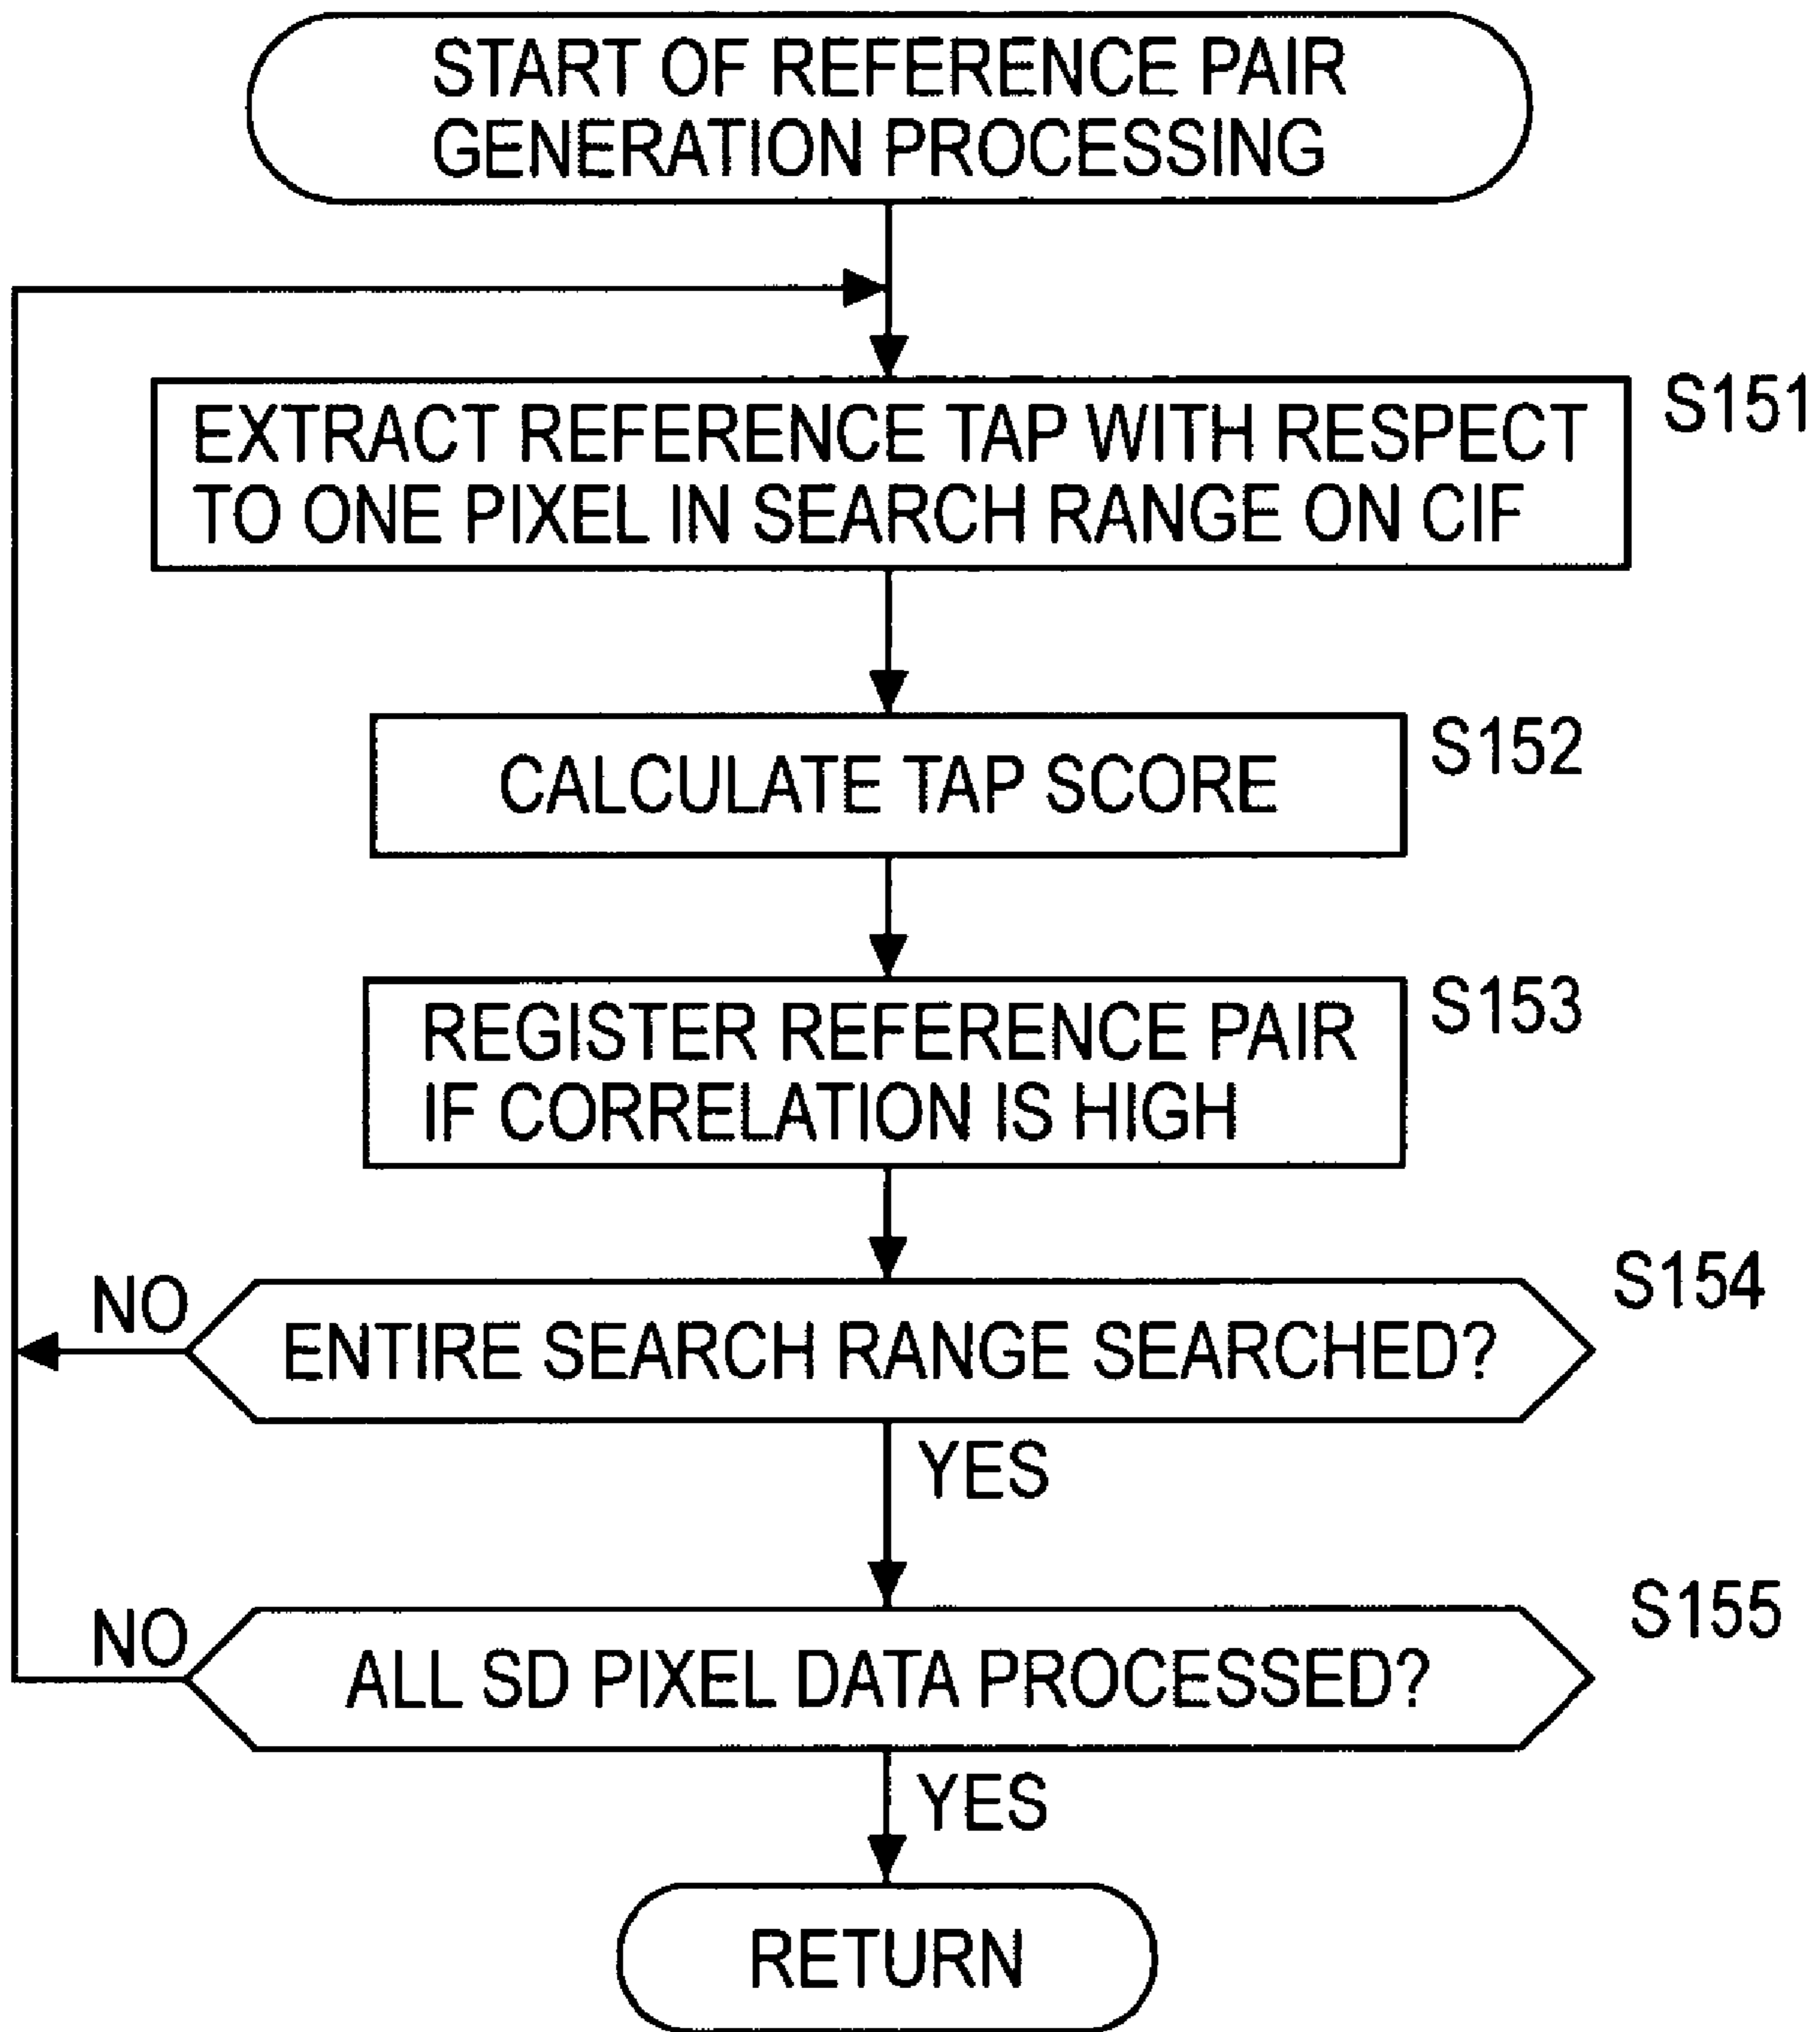 START OF REFERENCE PAIR
GENERATION PROCESSING
S151
EXTRACT REFERENCE TAP WITH RESPECT
TO ONE PIXEL IN SEARCH RANGE ON CIF
S152
CALCULATE TAP SCORE
S153
REGISTER REFERENCE PAIR
IF CORRELATION IS HIGH
S154
NO
ENTIRE SEARCH RANGE SEARCHED?
YES
S155
NO
ALL SD PIXEL DATA PROCESSED?
YES
RETURN